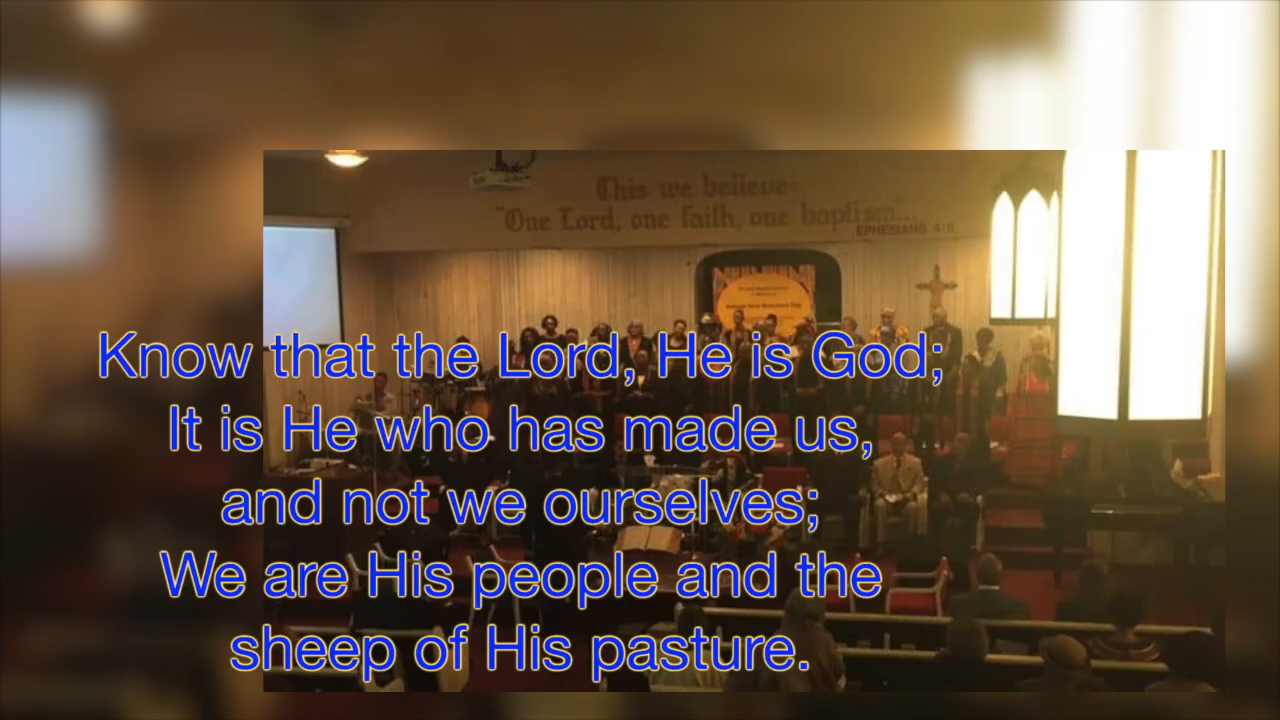 This we believe:
"One Lord, one faith, one baptism"...
EPHESIANS 4:5
Know that the Lord, He is God;
It is He who has made us,
and not we ourselves;
We are His people and the
sheep of His pasture.